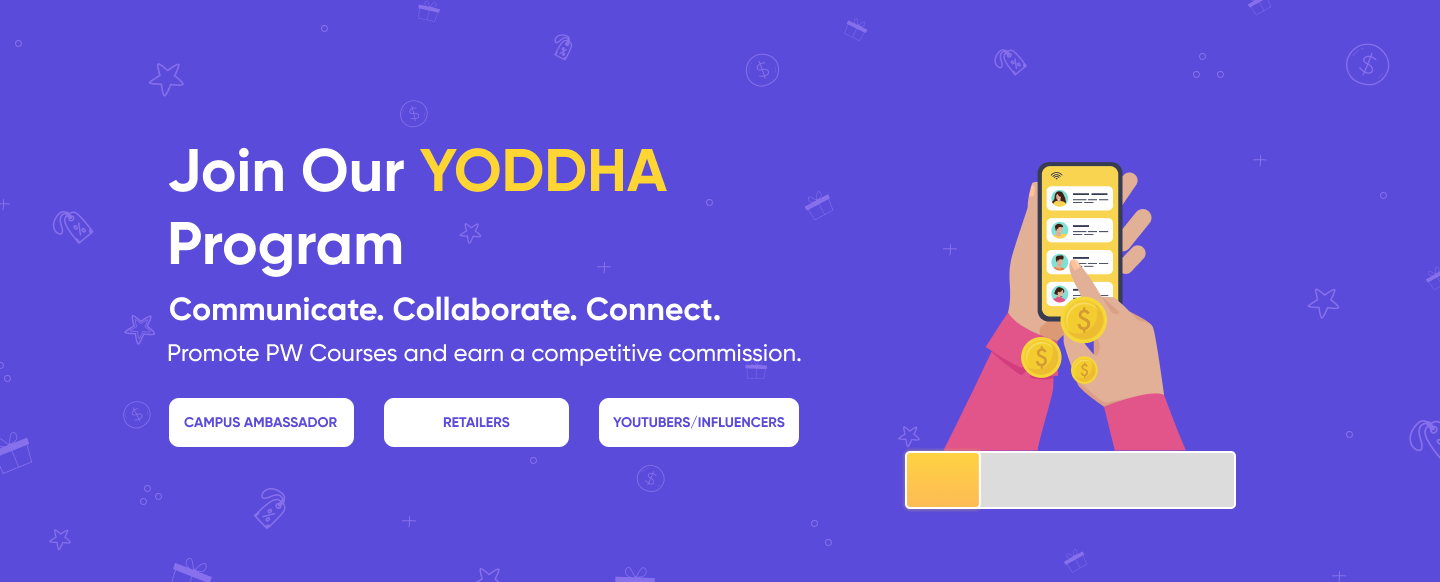 Join Our YODDHA
Program
Communicate. Collaborate. Connect.
Promote PW Courses and earn a competitive commission.
CAMPUS AMBASSADOR
RETAILERS
YOUTUBERS/INFLUENCERS